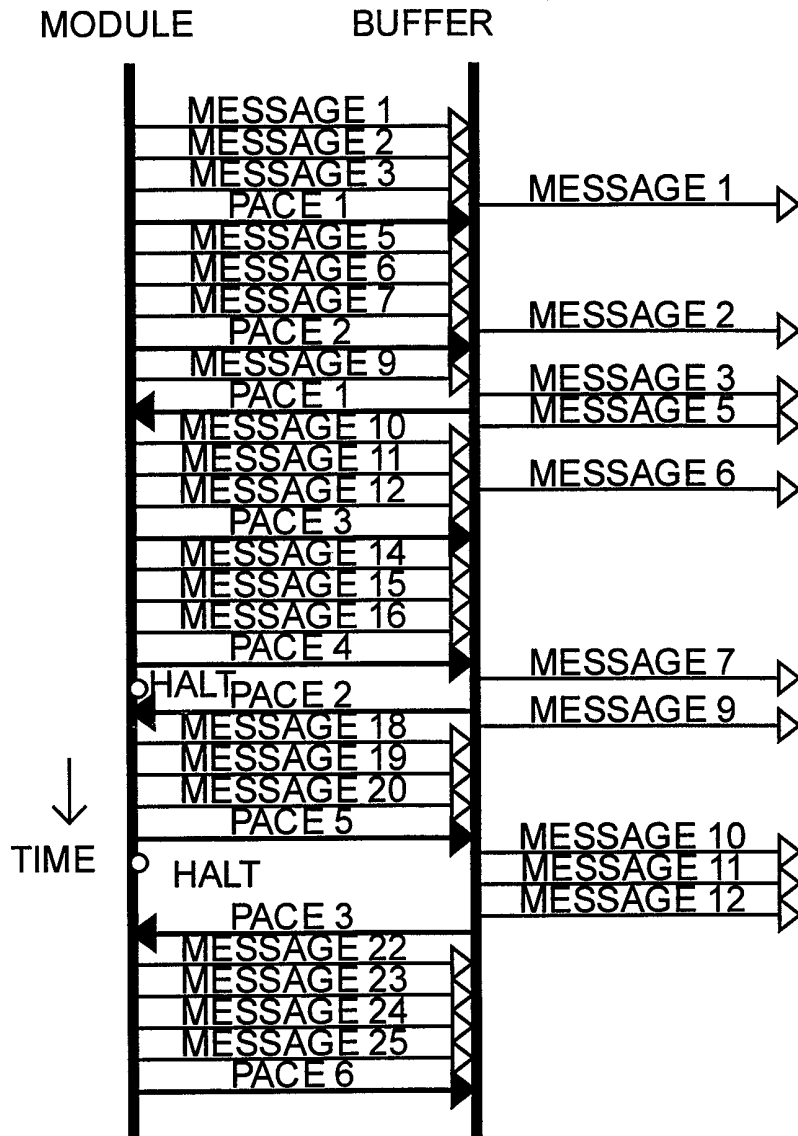 MODULE BUFFER
MESSAGE 1
MESSAGE 2
MESSAGE 3
MESSAGE 1
PACE 1
MESSAGE 5
MESSAGE 6
MESSAGE 7
MESSAGE 2
PACE 2
MESSAGE 9
MESSAGE 3
PACE 1
MESSAGE 5
MESSAGE 10
MESSAGE 11
MESSAGE 6
MESSAGE 12
PACE 3
MESSAGE 14
MESSAGE 15
MESSAGE 16
PACE 4
MESSAGE 7
HALT
PACE 2
MESSAGE 9
MESSAGE 18
MESSAGE 19
MESSAGE 20
PACE 5
MESSAGE 10
TIME
HALT
MESSAGE 11
MESSAGE 12
PACE 3
MESSAGE 22
MESSAGE 23
MESSAGE 24
MESSAGE 25
PACE 6